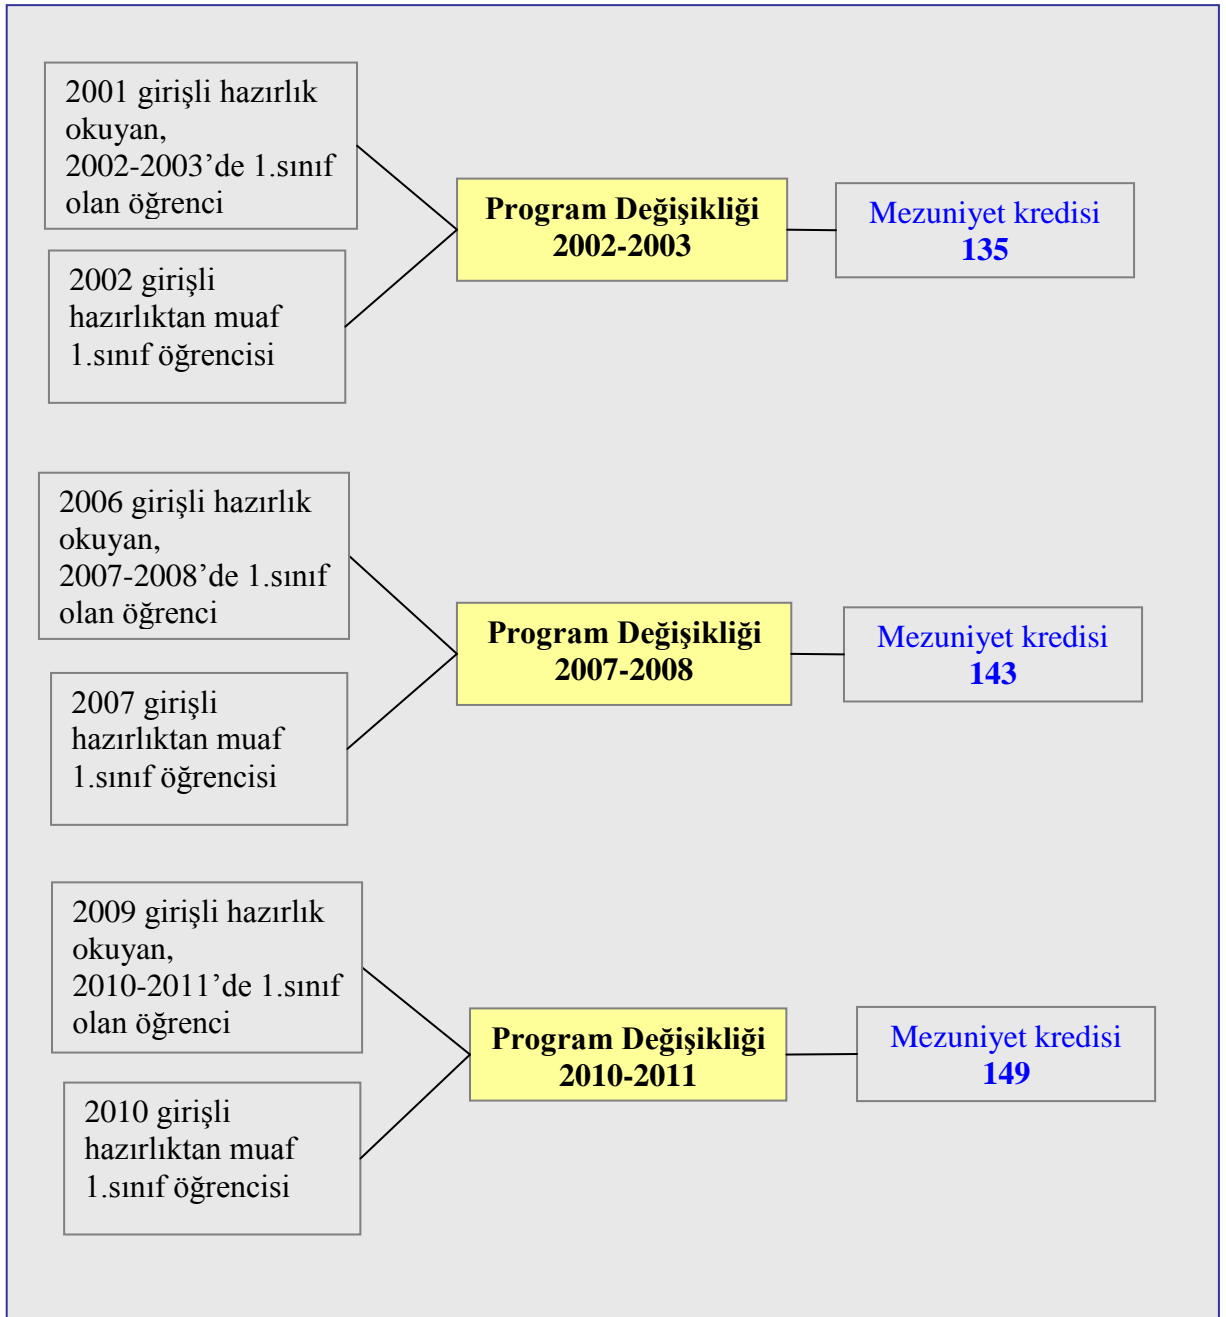 2001 girişli hazırlık
okuyan,
2002-2003’de 1.sınıf
olan öğrenci
2002 girişli
hazırlıktan muaf
1.sınıf öğrencisi
Program Değişikliği
2002-2003
Mezuniyet kredisi
135
2006 girişli hazırlık
okuyan,
2007-2008’de 1.sınıf
olan öğrenci
2007 girişli
hazırlıktan muaf
1.sınıf öğrencisi
Program Değişikliği
2007-2008
Mezuniyet kredisi
143
2009 girişli hazırlık
okuyan,
2010-2011’de 1.sınıf
olan öğrenci
2010 girişli
hazırlıktan muaf
1.sınıf öğrencisi
Program Değişikliği
2010-2011
Mezuniyet kredisi
149